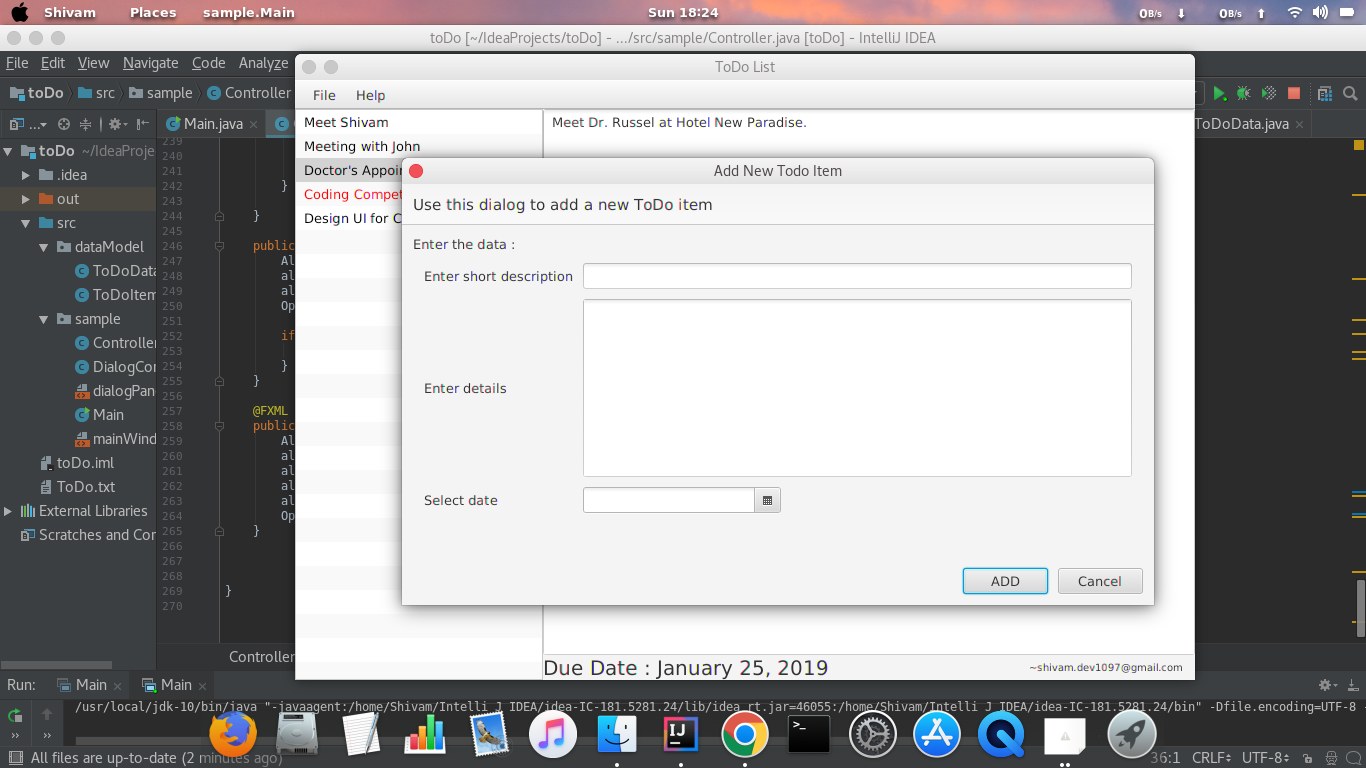 Shivam Places sample.Main Sun 18:24 0B/s 0B/s
toDo [~/IdeaProjects/toDo] - .../src/sample/Controller.java [toDo] - IntelliJ IDEA
File Edit View Navigate Code Analyze
ToDo List
toDo src sample Controller
File Help
Main.java
ToDoData.java
toDo ~/IdeaProje
.idea
out
src
dataModel
ToDoData
ToDoItem
sample
Controller
DialogCon
dialogPan
Main
mainWind
toDo.iml
ToDo.txt
External Libraries
Scratches and Con
239
240
241
242 }
243
244 }
245
246 public
247 Al
248 al
249 al
250 Op
251
252 if
253
254 }
255 }
256
257 @FXML
258 public
259 Al
260 al
261 al
262 al
263 al
264 Op
265 }
266
267
268
269 }
270
Controller
Meet Shivam
Meeting with John
Doctor's Appoi
Coding Compet
Design UI for C
Meet Dr. Russel at Hotel New Paradise.
Add New Todo Item
Use this dialog to add a new ToDo item
Enter the data :
Enter short description
Enter details
Select date
ADD Cancel
Due Date : January 25, 2019
~shivam.dev1097@gmail.com
Run: Main Main
/usr/local/jdk-10/bin/java "-javaagent:/home/Shivam/Intelli J IDEA/idea-IC-181.5281.24/lib/idea_rt.jar=46055:/home/Shivam/Intelli J IDEA/idea-IC-181.5281.24/bin" -Dfile.encoding=UTF-8
IJ
>_
All files are up-to-date (2 minutes ago)
36:1 CRLF UTF-8